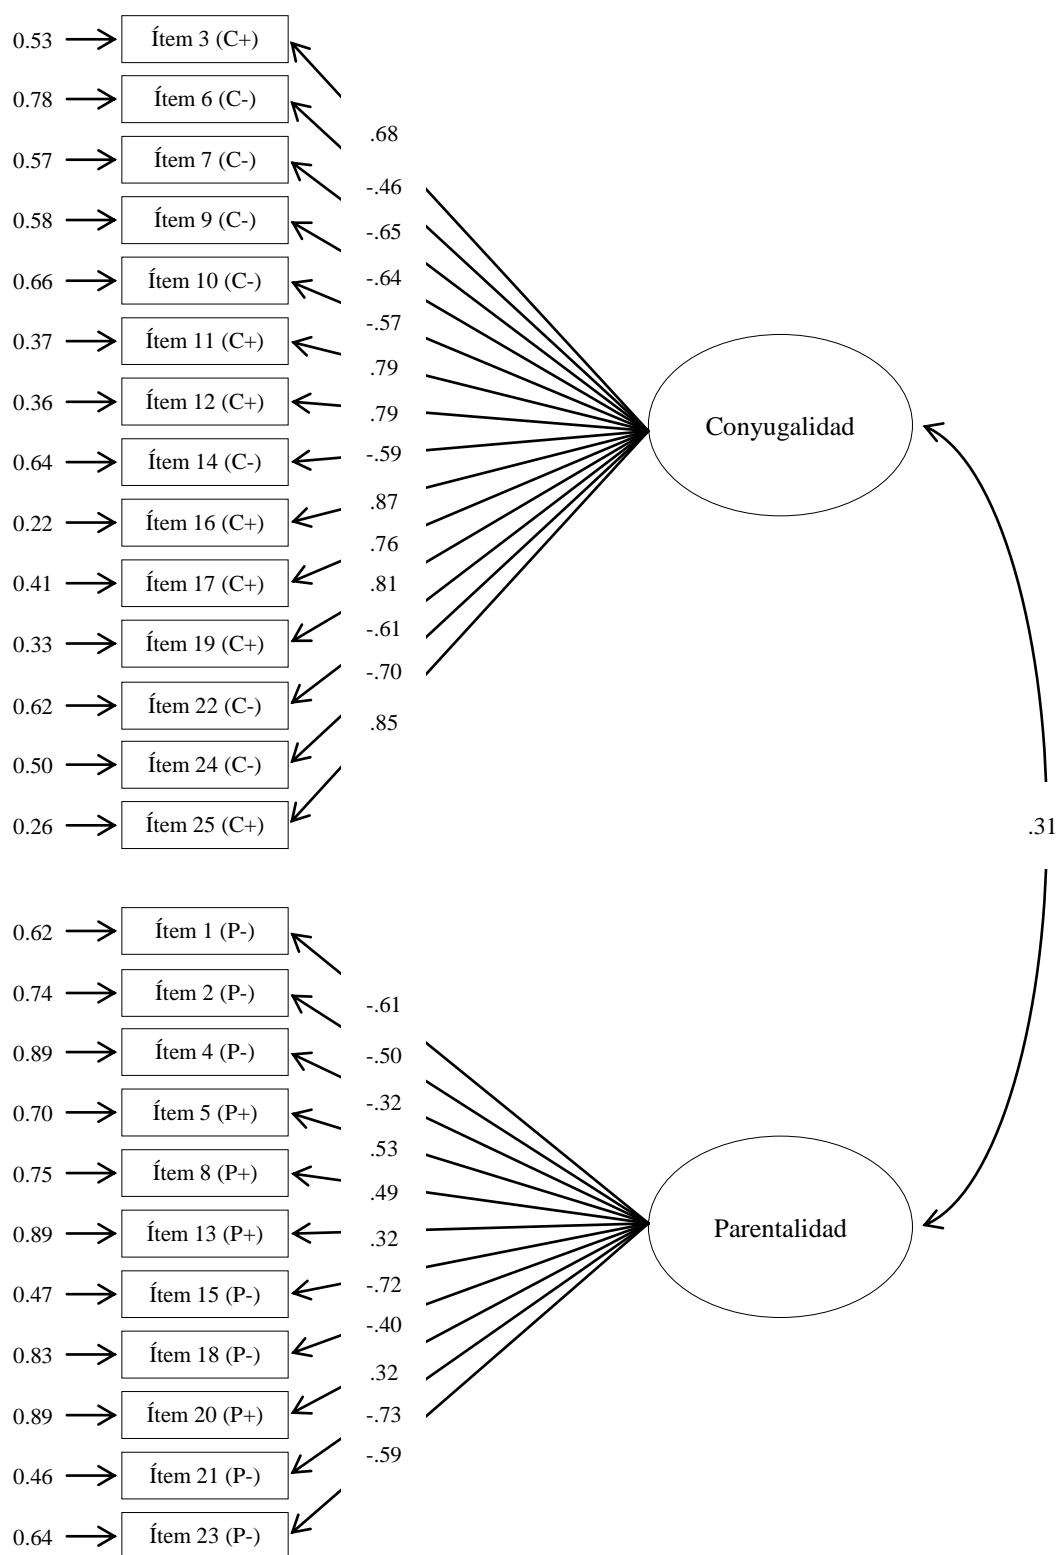 0.53 Ítem 3 (C+)
0.78 Ítem 6 (C-)
.68
0.57 Ítem 7 (C-)
-.46
0.58 Ítem 9 (C-)
-.65
0.66 Ítem 10 (C-)
-.64
-.57
0.37 Ítem 11 (C+)
.79
0.36 Ítem 12 (C+)
.79
Conyugalidad
0.64 Ítem 14 (C-)
-.59
0.22 Ítem 16 (C+)
.87
.76
0.41 Ítem 17 (C+)
.81
0.33 Ítem 19 (C+)
-.61
-.70
0.62 Ítem 22 (C-)
.85
0.50 Ítem 24 (C-)
0.26 Ítem 25 (C+)
.31
0.62 Ítem 1 (P-)
0.74 Ítem 2 (P-)
-.61
0.89 Ítem 4 (P-)
-.50
-.32
0.70 Ítem 5 (P+)
.53
0.75 Ítem 8 (P+)
.49
0.89 Ítem 13 (P+)
.32
Parentalidad
-.72
0.47 Ítem 15 (P-)
-.40
0.83 Ítem 18 (P-)
.32
0.89 Ítem 20 (P+)
-.73
-.59
0.46 Ítem 21 (P-)
0.64 Ítem 23 (P-)